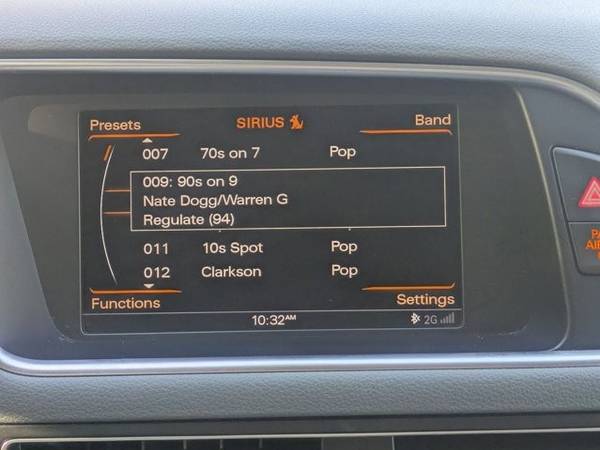 Presets
SIRIUS
Band
007 70s on 7 Pop
009: 90s on 9
Nate Dogg/Warren G
Regulate (94)
011 10s Spot Pop
012 Clarkson Pop
Functions
Settings
10:32AM
2G